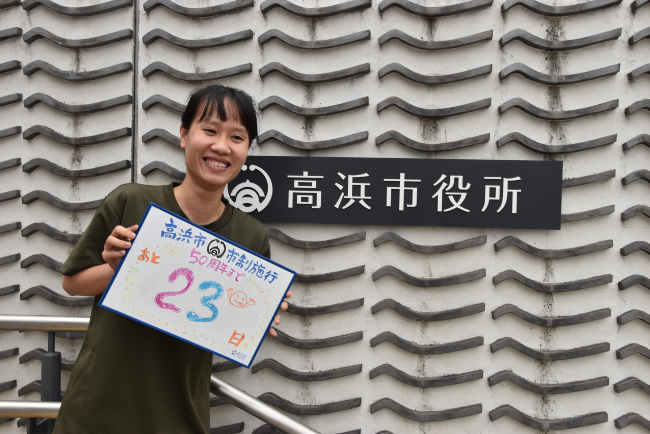 高浜市役所
高浜市市制施行
50周年まで
あと
23
日